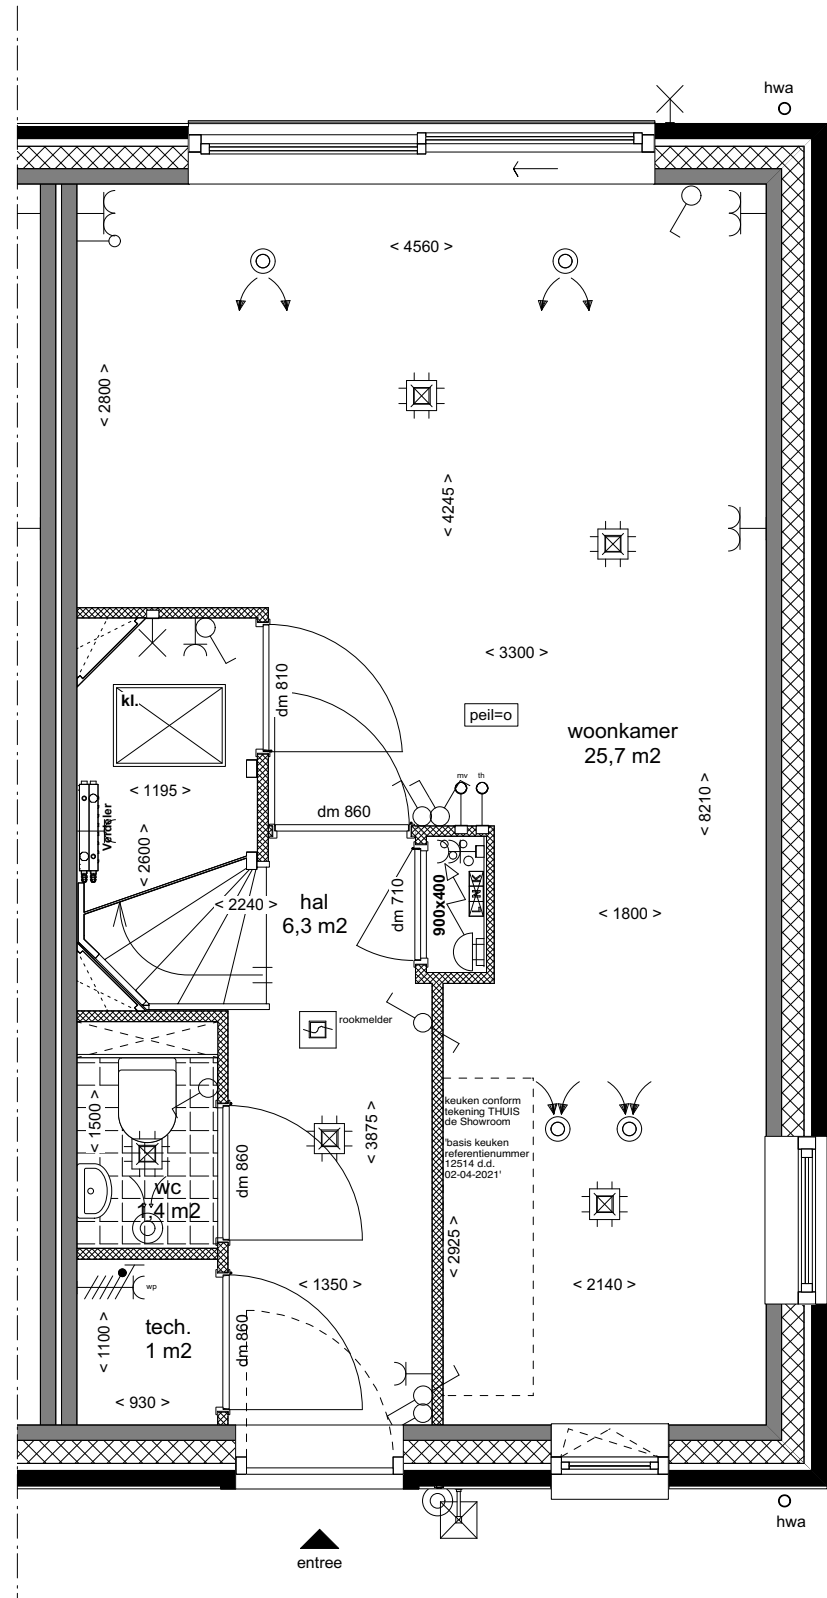 hwa
< 4560 >
< 2800 >
< 4245 >
< 3300 >
dm 810
kl.
peil=o
woonkamer
25,7 m2
mv
th
< 1195 >
Verdeler
< 2600 >
dm 860
< 8210 >
< 2240 >
hal
6,3 m2
dm 710
900x400
< 1800 >
rookmelder
keuken conform
tekening THUIS
de Showroom
'basis keuken
referentienummer
12514 d.d.
02-04-2021'
< 1500 >
< 3875 >
dm 860
wc
1,4 m2
< 2925 >
wp
< 1350 >
< 2140 >
< 1100 >
tech.
1 m2
dm 860
< 930 >
hwa
entree